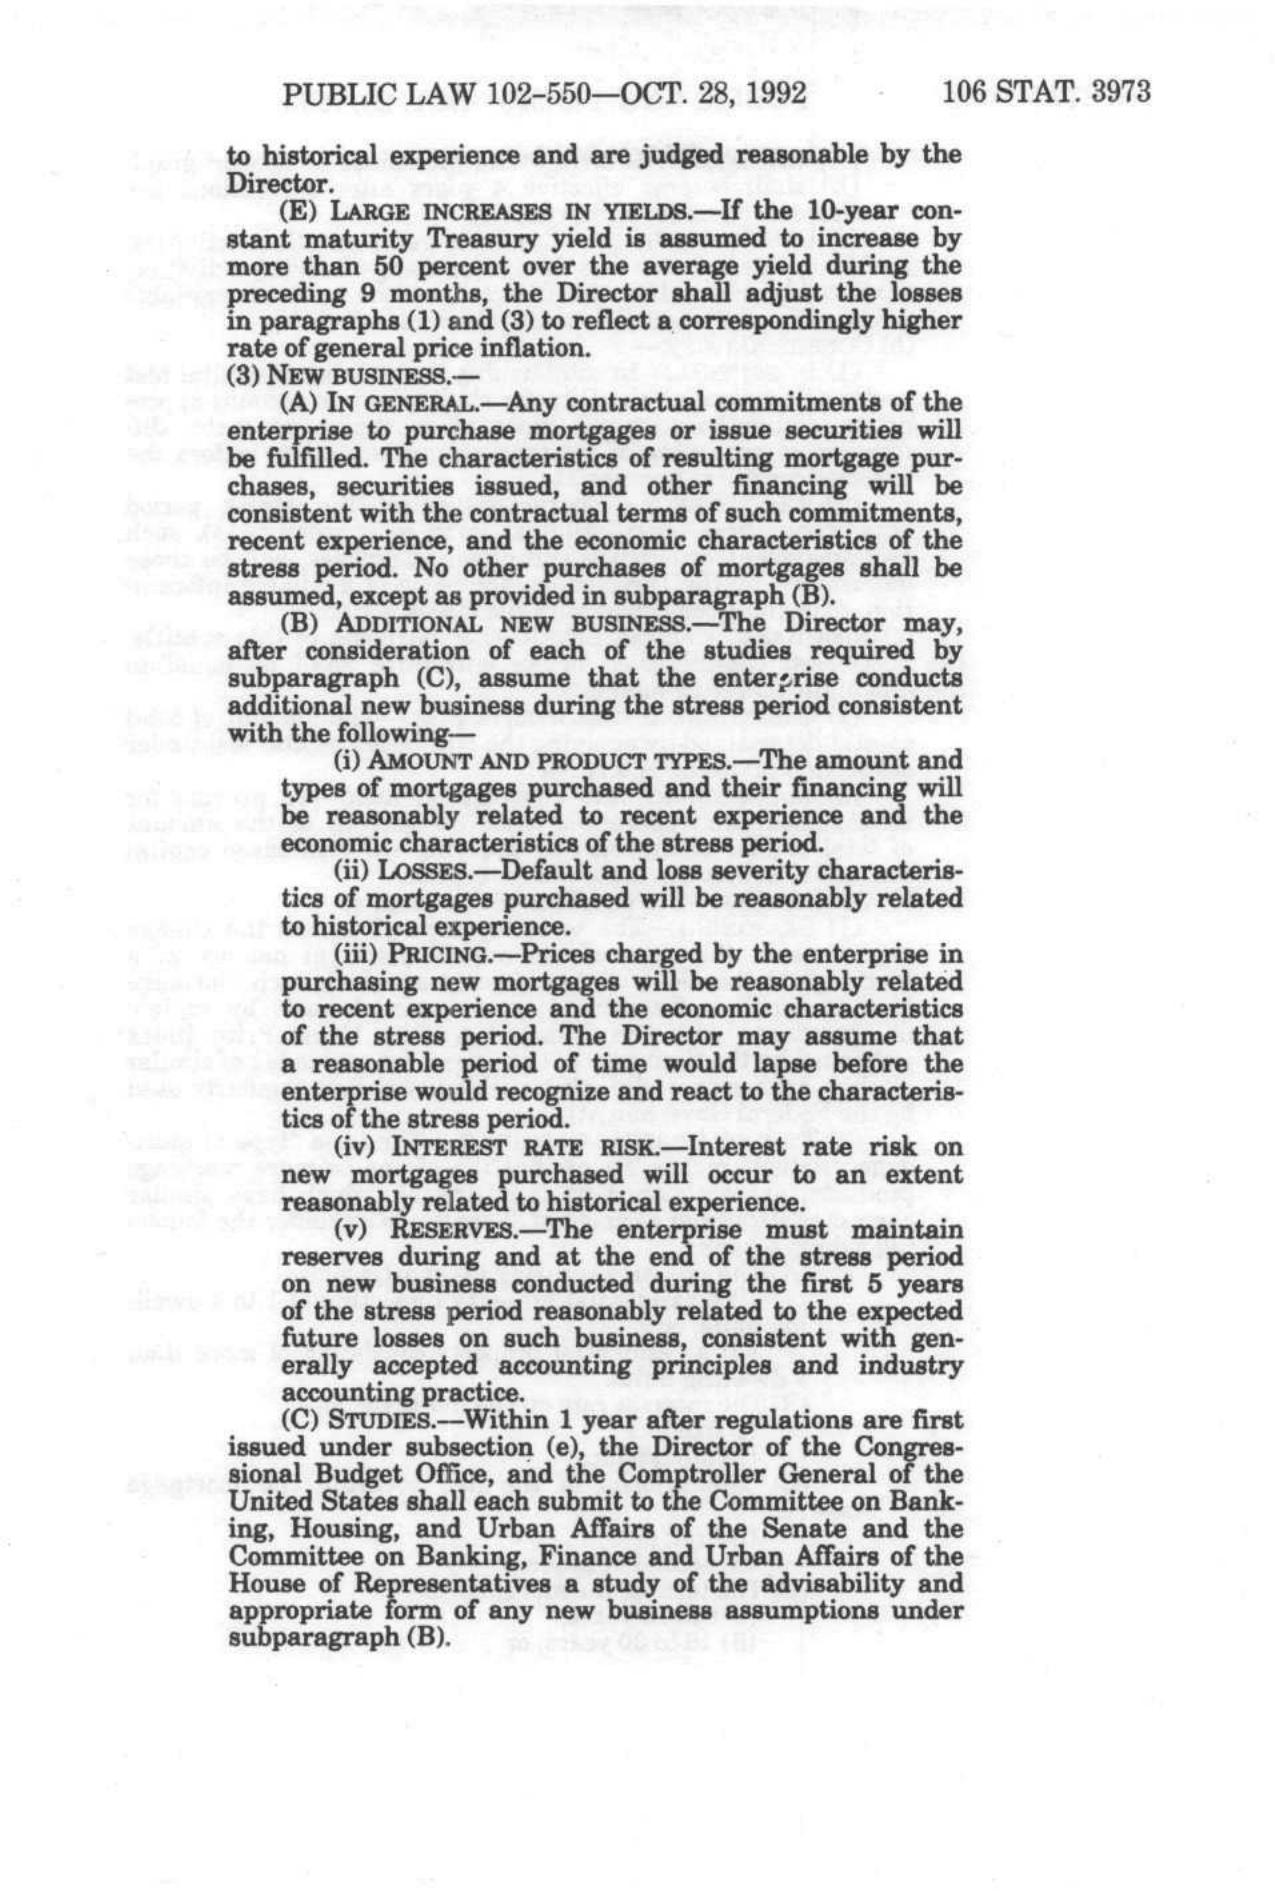 PUBLIC LAW 102–550—OCT. 28, 1992 106 STAT. 3973
to historical experience and are judged reasonable by the
Director.
(E) LARGE INCREASES IN YIELDS.—If the 10-year con-
stant maturity Treasury yield is assumed to increase by
more than 50 percent over the average yield during the
preceding 9 months, the Director shall adjust the losses
in paragraphs (1) and (3) to reflect a correspondingly higher
rate of general price inflation.
(3) NEW BUSINESS.—
(A) IN GENERAL.—Any contractual commitments of the
enterprise to purchase mortgages or issue securities will
be fulfilled. The characteristics of resulting mortgage pur-
chases, securities issued, and other financing will be
consistent with the contractual terms of such commitments,
recent experience, and the economic characteristics of the
stress period. No other purchases of mortgages shall be
assumed, except as provided in subparagraph (B).
(B) ADDITIONAL NEW BUSINESS.—The Director may,
after consideration of each of the studies required by
subparagraph (C), assume that the enterprise conducts
additional new business during the stress period consistent
with the following—
(i) AMOUNT AND PRODUCT TYPES.—The amount and
types of mortgages purchased and their financing will
be reasonably related to recent experience and the
economic characteristics of the stress period.
(ii) LOSSES.—Default and loss severity characteris-
tics of mortgages purchased will be reasonably related
to historical experience.
(iii) PRICING.—Prices charged by the enterprise in
purchasing new mortgages will be reasonably related
to recent experience and the economic characteristics
of the stress period. The Director may assume that
a reasonable period of time would lapse before the
enterprise would recognize and react to the characteris-
tics of the stress period.
(iv) INTEREST RATE RISK.—Interest rate risk on
new mortgages purchased will occur to an extent
reasonably related to historical experience.
(v) RESERVES.—The enterprise must maintain
reserves during and at the end of the stress period
on new business conducted during the first 5 years
of the stress period reasonably related to the expected
future losses on such business, consistent with gen-
erally accepted accounting principles and industry
accounting practice.
(C) STUDIES.—Within 1 year after regulations are first
issued under subsection (e), the Director of the Congres-
sional Budget Office, and the Comptroller General of the
United States shall each submit to the Committee on Bank-
ing, Housing, and Urban Affairs of the Senate and the
Committee on Banking, Finance and Urban Affairs of the
House of Representatives a study of the advisability and
appropriate form of any new business assumptions under
subparagraph (B).